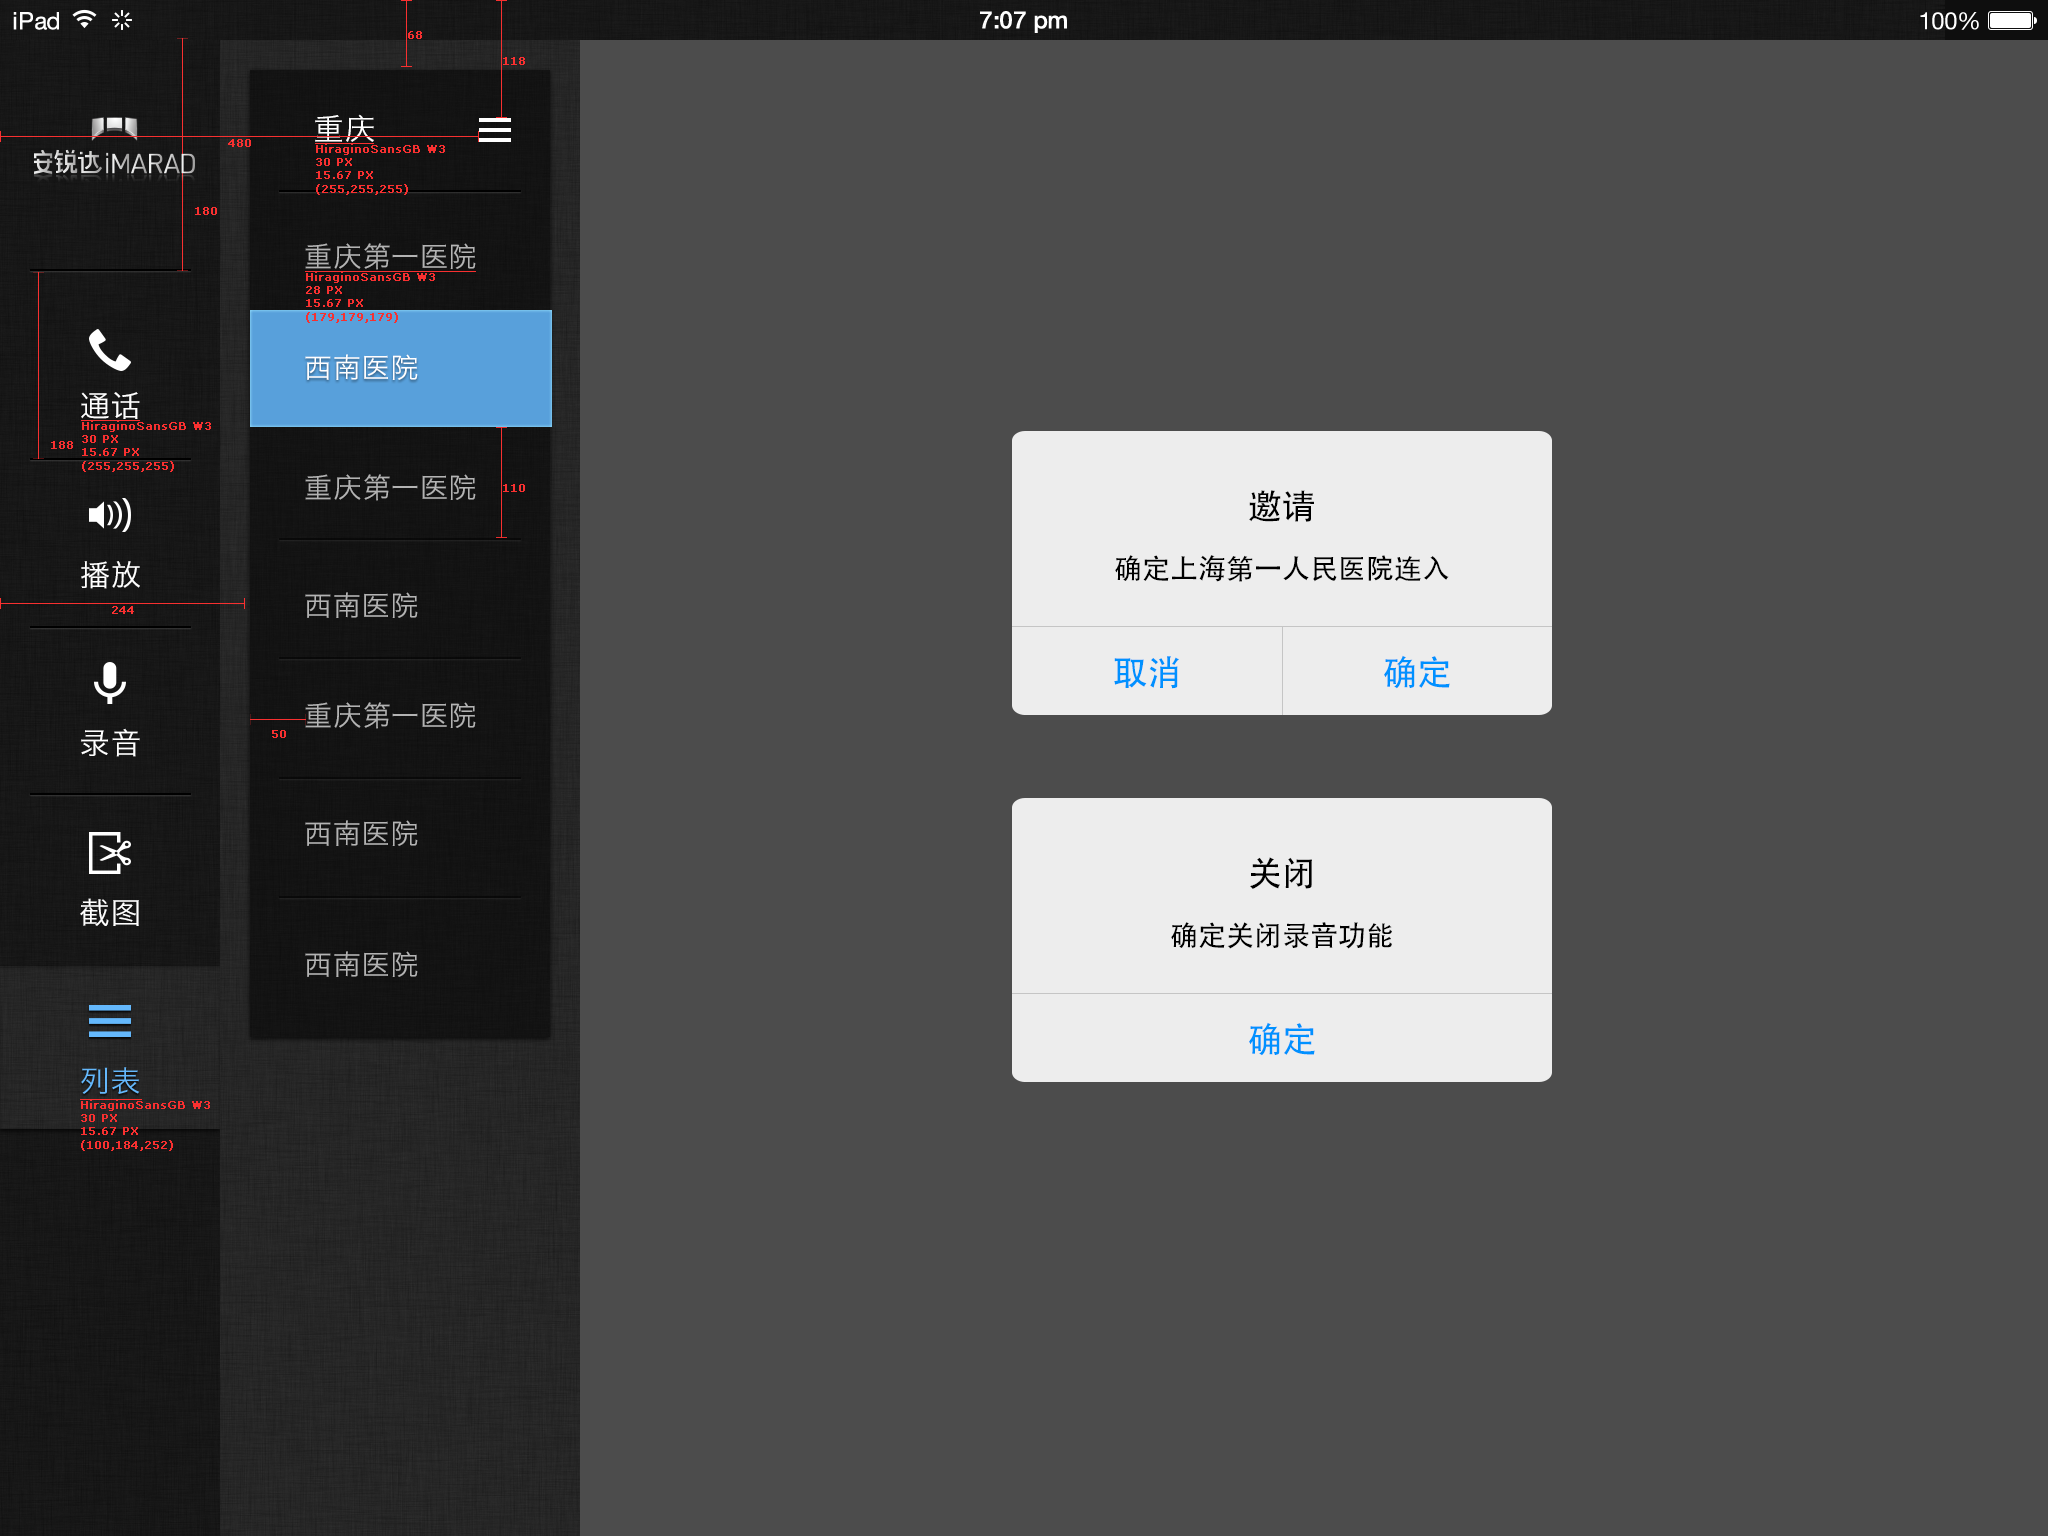 iPad
7:07 pm
100%
68
118
安锐达 iMARAD
480
180
重庆
HiraginoSansGB W3
30 PX
15.67 PX
(255,255,255)
重庆第一医院
HiraginoSansGB W3
28 PX
15.67 PX
(179,179,179)
西南医院
通话
HiraginoSansGB W3
30 PX
15.67 PX
(255,255,255)
188
重庆第一医院
110
播放
244
西南医院
录音
重庆第一医院
50
截图
西南医院
西南医院
列表
HiraginoSansGB W3
30 PX
15.67 PX
(100,184,252)
邀请
确定上海第一人民医院连入
取消
确定
关闭
确定关闭录音功能
确定